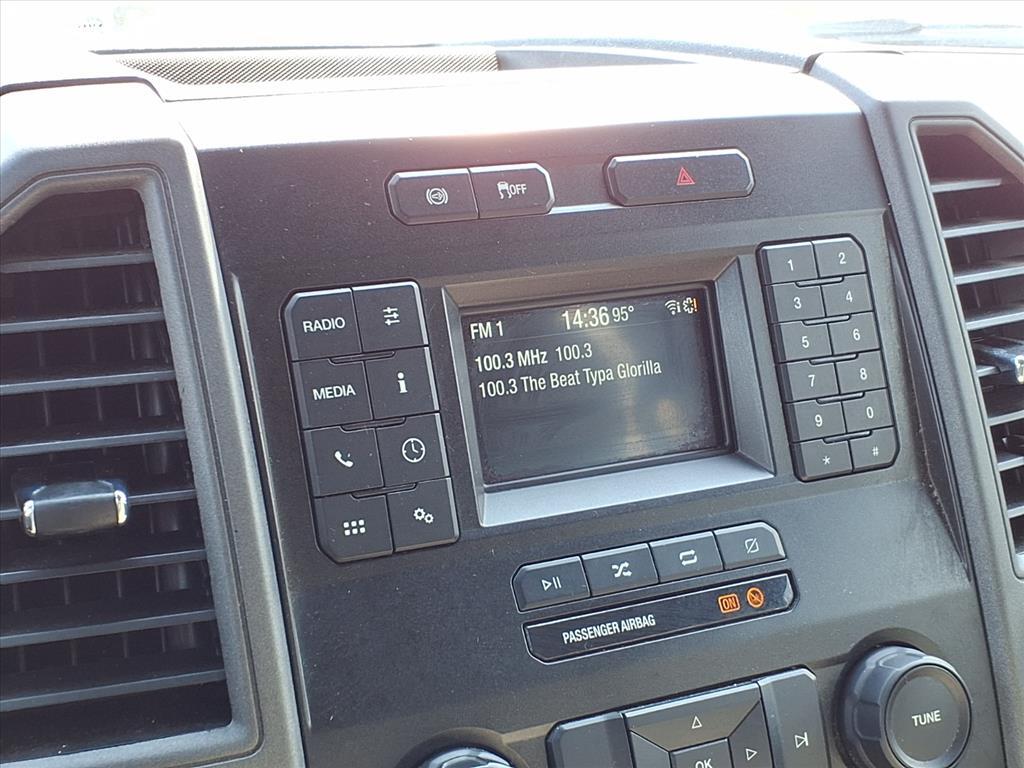 OFF
RADIO
MEDIA
i
FM 1 14:36 95°
100.3 MHz 100.3
100.3 The Beat Typa Glorilla
1 2
3 4
5 6
7 8
9 0
* #
PASSENGER AIRBAG ON
OK
TUNE